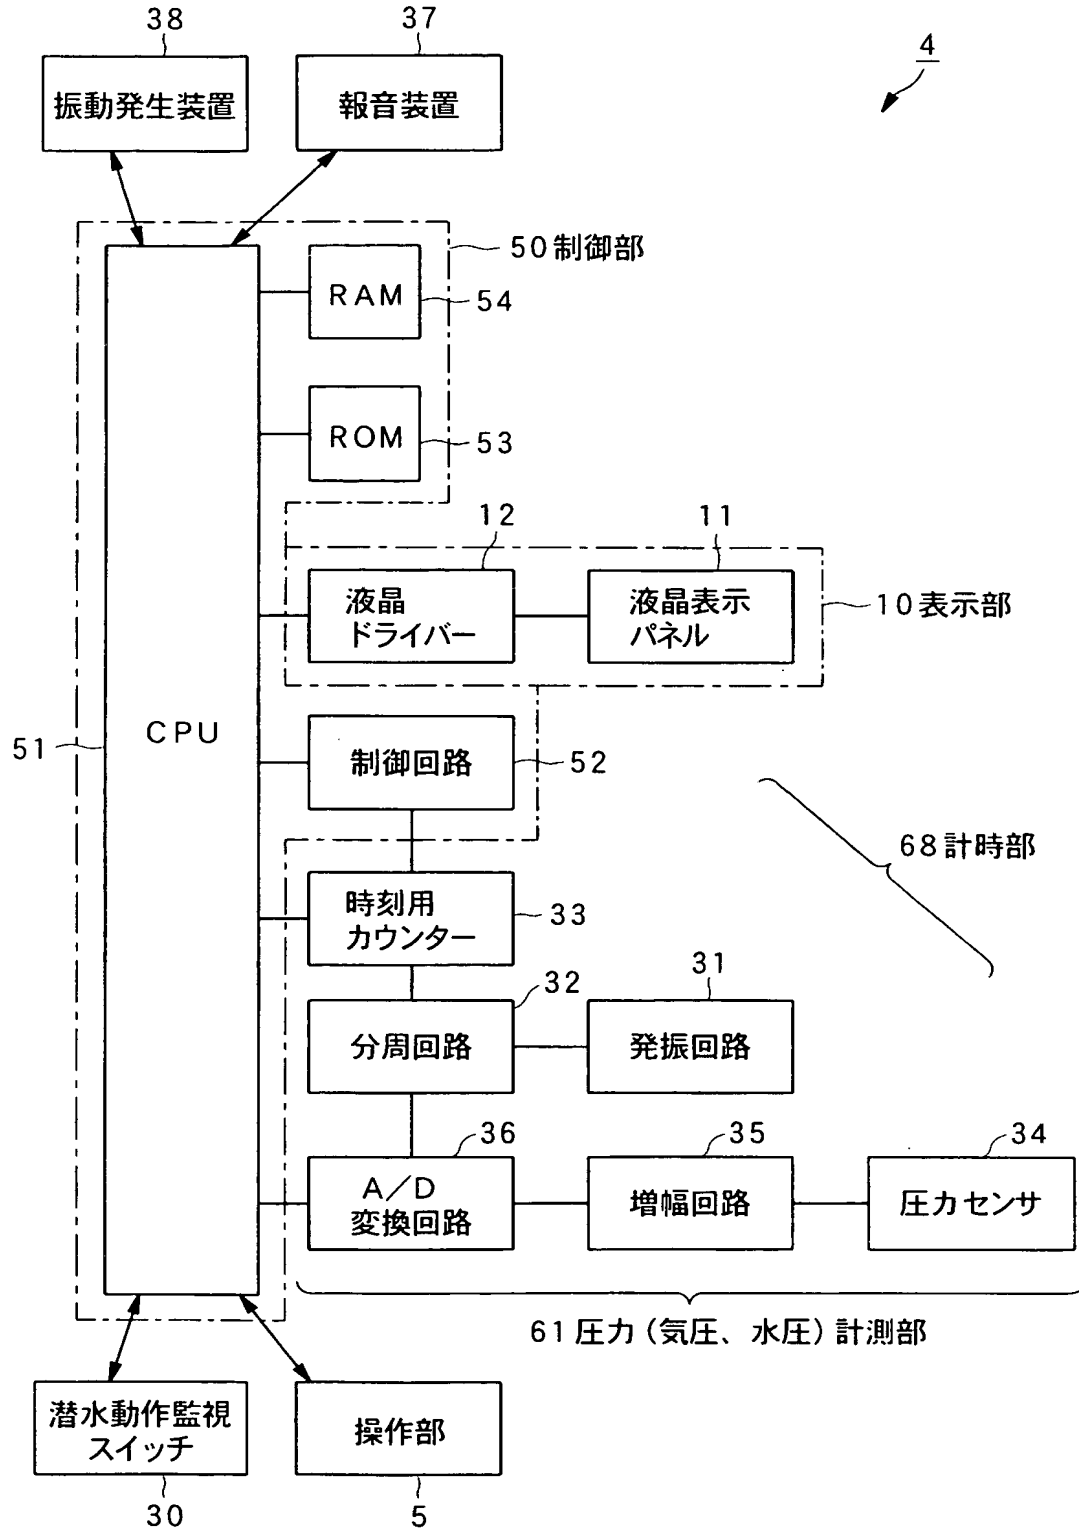 38
37
4
振動発生装置
報音装置
50制御部
RAM
54
ROM
53
12
11
液晶
ドライバー
液晶表示
パネル
10表示部
CPU
51
制御回路
52
68計時部
時刻用
カウンター
33
32
31
分周回路
発振回路
36
35
34
A/D
変換回路
増幅回路
圧力センサ
61圧力(気圧、水圧)計測部
潜水動作監視
スイッチ
操作部
30
5